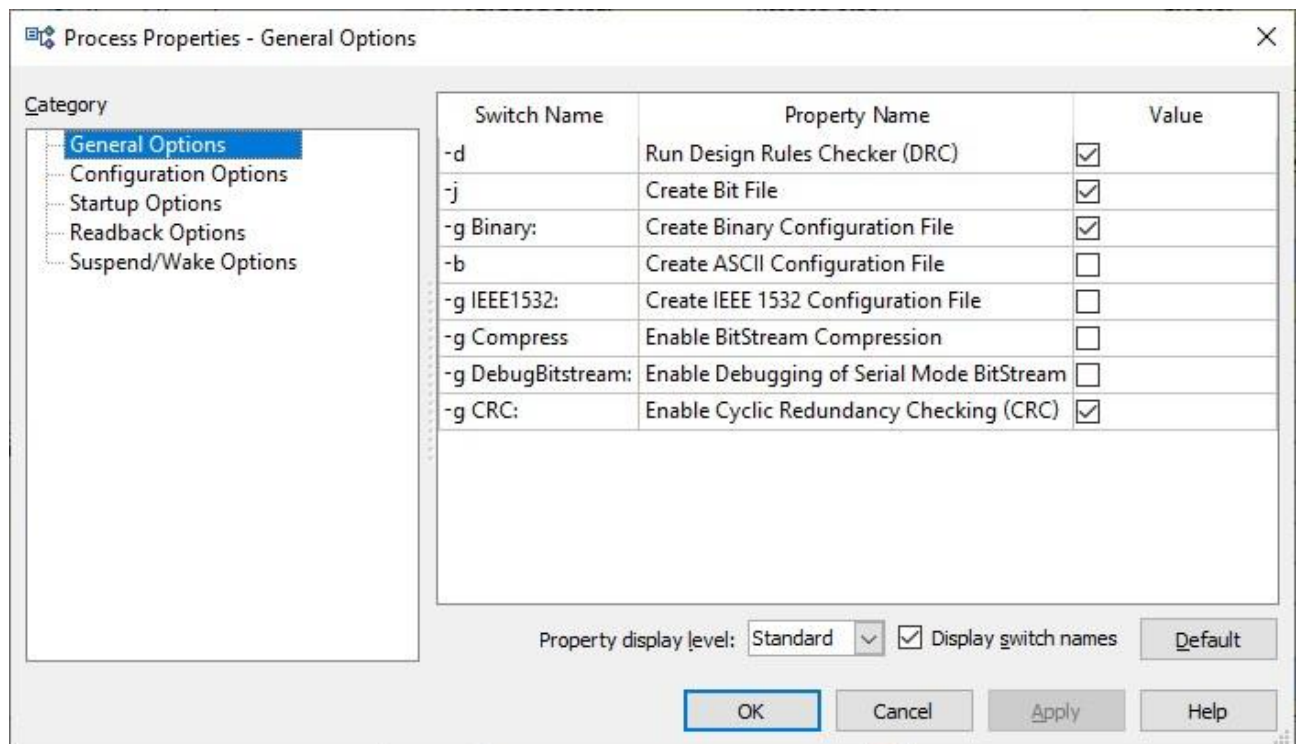 Process Properties - General Options
Category
General Options
Configuration Options
Startup Options
Readback Options
Suspend/Wake Options
Switch Name Property Name Value
-d Run Design Rules Checker (DRC)
-j Create Bit File
-g Binary: Create Binary Configuration File
-b Create ASCII Configuration File
-g IEEE1532: Create IEEE 1532 Configuration File
-g Compress Enable BitStream Compression
-g DebugBitstream: Enable Debugging of Serial Mode BitStream
-g CRC: Enable Cyclic Redundancy Checking (CRC)
Property display level: Standard Display switch names Default
OK Cancel Apply Help